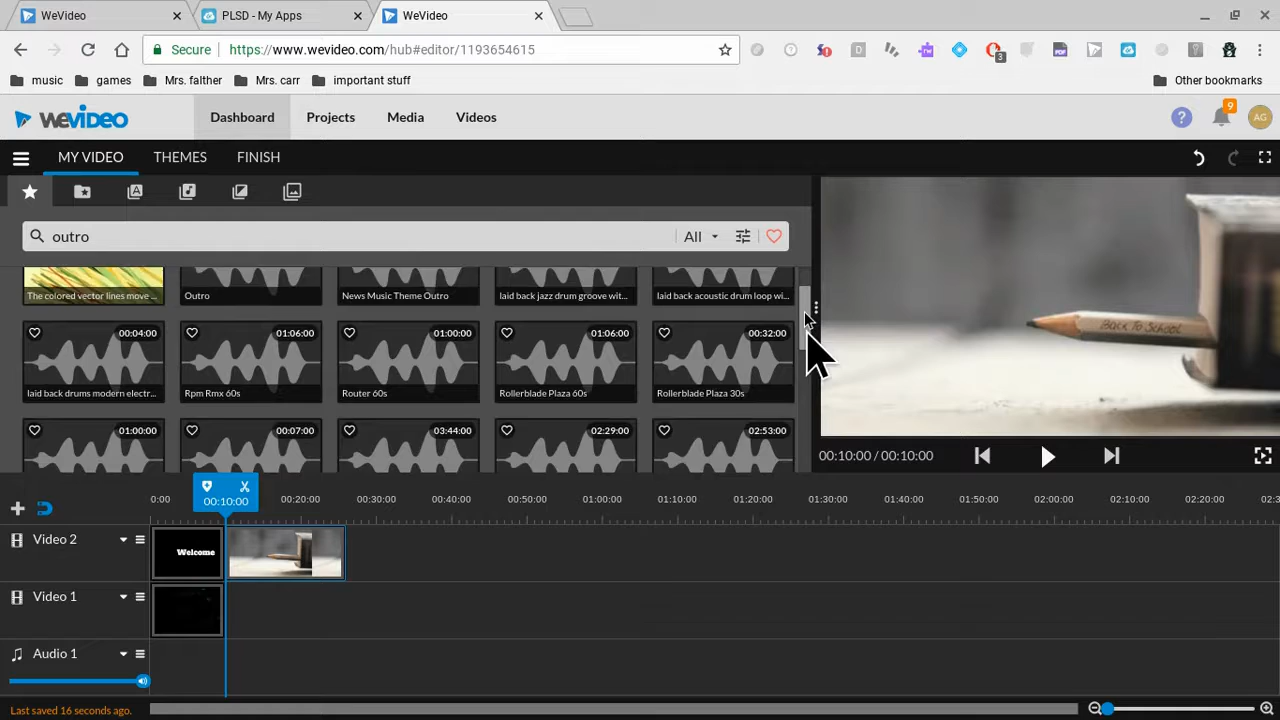 WeVideo
PLSD - My Apps
WeVideo
Secure
https://www.wevideo.com/hub#editor/1193654615
3
music
games
Mrs. falther
Mrs. carr
important stuff
Other bookmarks
WEVIDEO
Dashboard
Projects
Media
Videos
?
9
AG
MY VIDEO
THEMES
FINISH
outro
All
The colored vector lines move ...
Outro
News Music Theme Outro
laid back jazz drum groove wit...
laid back acoustic drum loop wi...
00:04:00
01:06:00
01:00:00
01:06:00
00:32:00
laid back drums modern electr...
Rpm Rmx 60s
Router 60s
Rollerblade Plaza 60s
Rollerblade Plaza 30s
01:00:00
00:07:00
03:44:00
02:29:00
02:53:00
BACK TO SCHOOL
00:10:00 / 00:10:00
0:00
00:10:00
00:20:00
00:30:00
00:40:00
00:50:00
01:00:00
01:10:00
01:20:00
01:30:00
01:40:00
01:50:00
02:00:00
02:10:00
02:20:00
02:3
Video 2
Welcome
Video 1
Audio 1
Last saved 16 seconds ago.